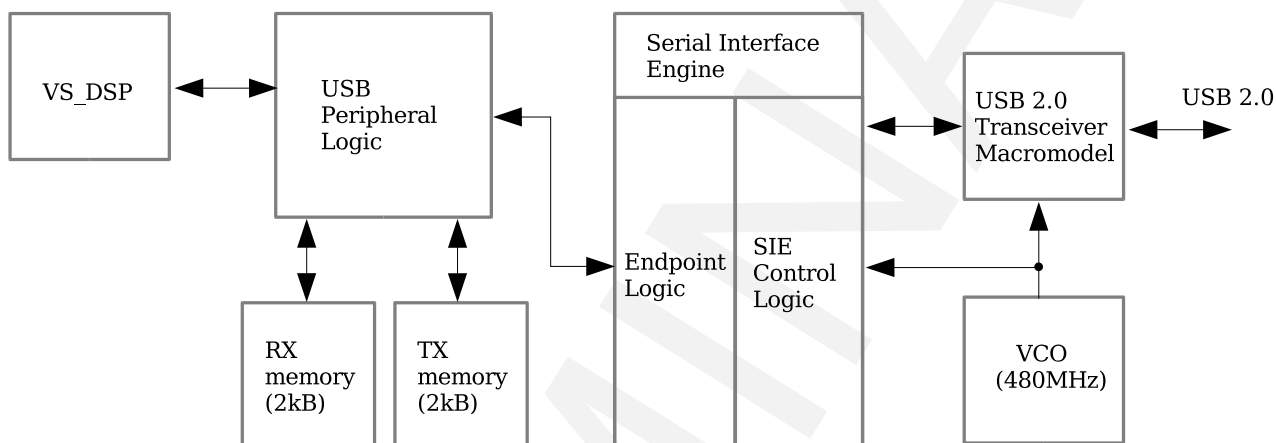 VS_DSP
USB
Peripheral
Logic
Serial Interface
Engine
USB 2.0
Transceiver
Macromodel
USB 2.0
Endpoint
Logic
SIE
Control
Logic
RX
memory
(2kB)
TX
memory
(2kB)
VCO
(480MHz)